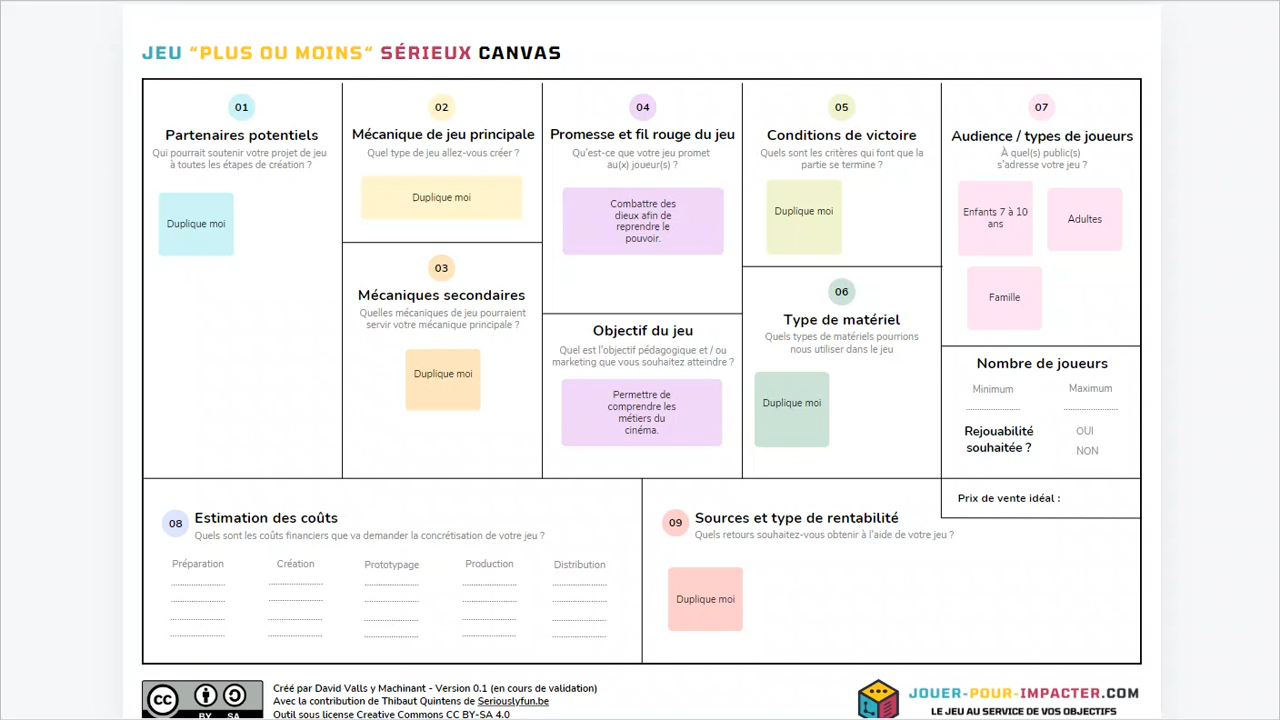 JEU “PLUS OU MOINS“ SÉRIEUX CANVAS
01
Partenaires potentiels
Qui pourrait soutenir votre projet de jeu
à toutes les étapes de création ?
Duplique moi
02
Mécanique de jeu principale
Quel type de jeu allez-vous créer ?
Duplique moi
03
Mécaniques secondaires
Quelles mécaniques de jeu pourraient
servir votre mécanique principale ?
Duplique moi
04
Promesse et fil rouge du jeu
Qu'est-ce que votre jeu promet
au(x) joueur(s) ?
Combattre des
dieux afin de
reprendre le
pouvoir.
Objectif du jeu
Quel est l'objectif pédagogique et / ou
marketing que vous souhaitez atteindre ?
Permettre de
comprendre les
métiers du
cinéma.
05
Conditions de victoire
Quels sont les critères qui font que la
partie se termine ?
Duplique moi
06
Type de matériel
Quels types de matériels pourrions
nous utiliser dans le jeu
Duplique moi
07
Audience / types de joueurs
À quel(s) public(s)
s'adresse votre jeu ?
Enfants 7 à 10
ans
Adultes
Famille
Nombre de joueurs
Minimum
Maximum
Rejouabilité
souhaitée ?
OUI
NON
Prix de vente idéal :
08
Estimation des coûts
Quels sont les coûts financiers que va demander la concrétisation de votre jeu ?
Préparation
Création
Prototypage
Production
Distribution
09
Sources et type de rentabilité
Quels retours souhaitez-vous obtenir à l'aide de votre jeu ?
Duplique moi
CC
BY SA
Créé par David Valls y Machinant - Version 0.1 (en cours de validation)
Avec la contribution de Thibaut Quintens de Seriouslyfun.be
Outil sous license Creative Commons CC BY-SA 4.0
JOUER-POUR-IMPACTER.COM
LE JEU AU SERVICE DE VOS OBJECTIFS